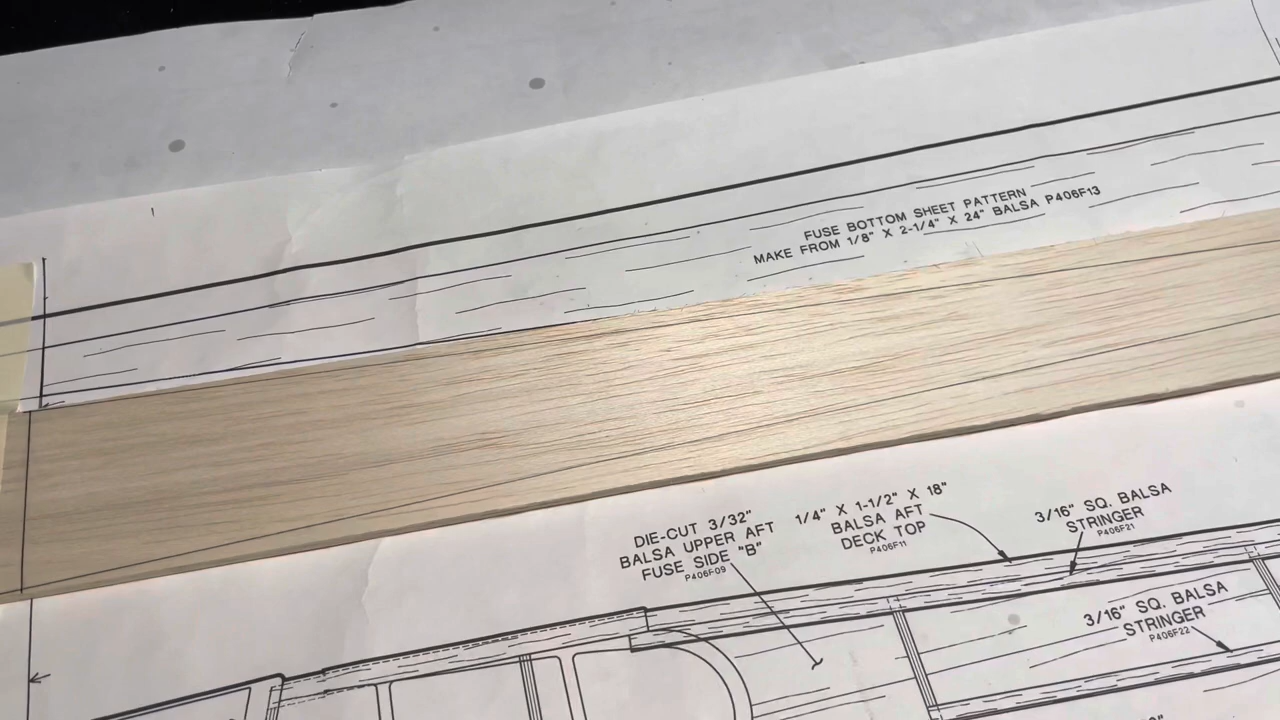 FUSE BOTTOM SHEET PATTERN
MAKE FROM 1/8" X 2-1/4" X 24" BALSA P406F13
DIE-CUT 3/32"
BALSA UPPER AFT
FUSE SIDE "B"
P406F09
1/4" X 1-1/2" X 18"
BALSA AFT
DECK TOP
P406F11
3/16" SQ. BALSA
STRINGER
P406F21
3/16" SQ. BALSA
STRINGER
P406F22